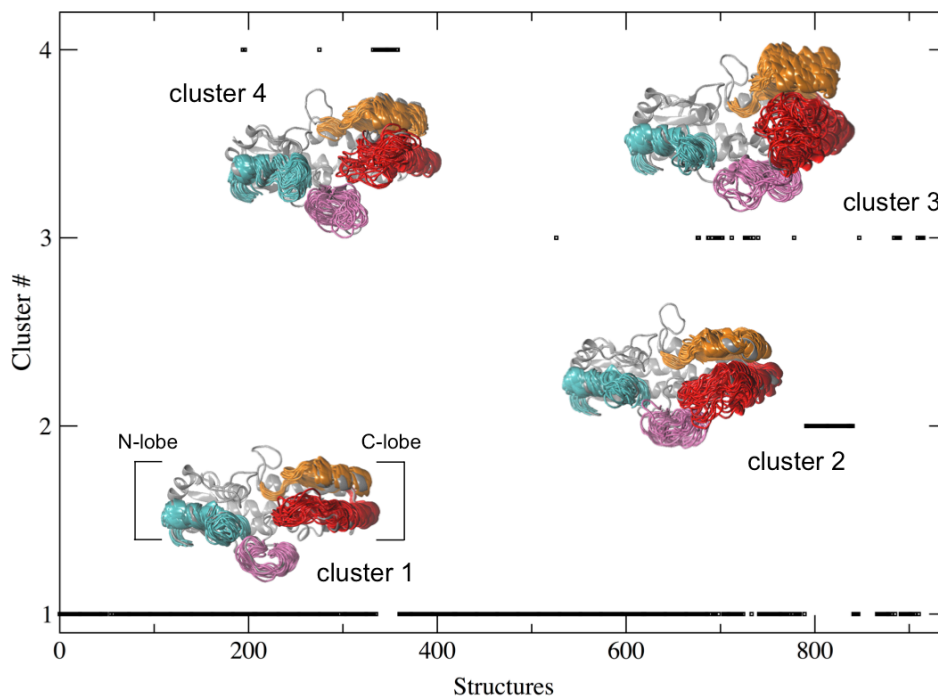 4
cluster 4
cluster 3
3
Cluster #
2
cluster 2
N-lobe
C-lobe
cluster 1
1
0
200
400
600
800
Structures